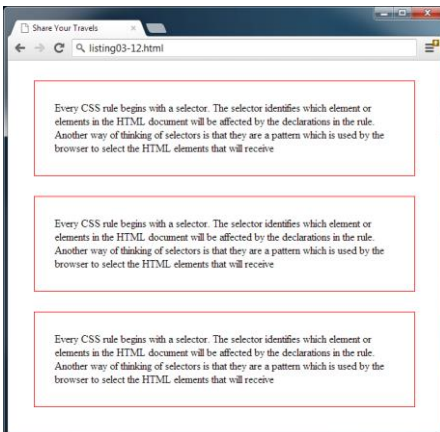 Share Your Travels
listing03-12.html
Every CSS rule begins with a selector. The selector identifies which element or
elements in the HTML document will be affected by the declarations in the rule.
Another way of thinking of selectors is that they are a pattern which is used by the
browser to select the HTML elements that will receive
Every CSS rule begins with a selector. The selector identifies which element or
elements in the HTML document will be affected by the declarations in the rule.
Another way of thinking of selectors is that they are a pattern which is used by the
browser to select the HTML elements that will receive
Every CSS rule begins with a selector. The selector identifies which element or
elements in the HTML document will be affected by the declarations in the rule.
Another way of thinking of selectors is that they are a pattern which is used by the
browser to select the HTML elements that will receive